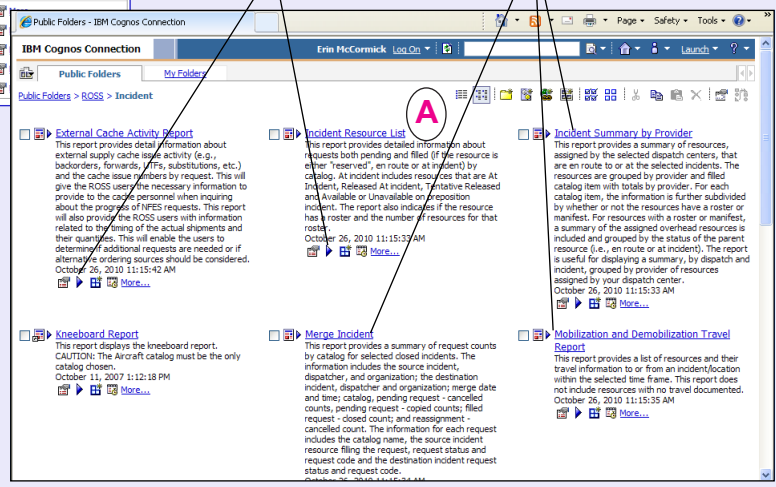 More
Public Folders - IBM Cognos Connection
Page Safety Tools »
IBM Cognos Connection Erin McCormick Log On Launch ?
Public Folders My Folders
Public Folders > ROSS > Incident
A
External Cache Activity Report
This report provides detail information about
external supply cache issue activity (e.g.,
backorders, forwards, UTFs, substitutions, etc.)
and the cache issue numbers by request. This will
give the ROSS users the necessary information to
provide to the cache personnel when inquiring
about the progress of NFES requests. This report
will also provide the ROSS users with information
related to the timing of the actual shipments and
their quantities. This will enable the users to
determine if additional requests are needed or if
alternative ordering sources should be considered.
October 26, 2010 11:15:42 AM
More...
Incident Resource List
This report provides detailed information about
requests both pending and filled (if the resource is
either "reserved", en route or at incident) by
catalog. At incident includes resources that are At
Incident, Released At incident, Tentative Released
and Available or Unavailable on preposition
incident. The report also indicates if the resource
has a roster and the number of resources for that
roster.
October 26, 2010 11:15:33 AM
More...
Incident Summary by Provider
This report provides a summary of resources,
assigned by the selected dispatch centers, that
are en route to or at the selected incidents. The
resources are grouped by provider and filled
catalog item with totals by provider. For each
catalog item, the information is further subdivided
by whether or not the resources have a roster or
manifest. For resources with a roster or manifest,
a summary of the assigned overhead resources is
included and grouped by the status of the parent
resource (i.e., en route or at incident). The report
is useful for displaying a summary, by dispatch and
incident, grouped by provider of resources
assigned by your dispatch center.
October 26, 2010 11:15:33 AM
More...
Kneeboard Report
This report displays the kneeboard report.
CAUTION: The Aircraft catalog must be the only
catalog chosen.
October 11, 2007 1:12:18 PM
More...
Merge Incident
This report provides a summary of request counts
by catalog for selected closed incidents. The
information includes the source incident,
dispatcher, and organization; the destination
incident, dispatcher and organization; merge date
and time; catalog, pending request - cancelled
counts, pending request - copied counts; filled
request - closed count; and reassignment -
cancelled count. The information for each request
includes the catalog name, the source incident
resource filling the request, request status and
request code and the destination incident request
status and request code.
October 26, 2010 11:15:34 AM
Mobilization and Demobilization Travel
Report
This report provides a list of resources and their
travel information to or from an incident/location
within the selected time frame. This report does
not include resources with no travel documented.
October 26, 2010 11:15:35 AM
More...